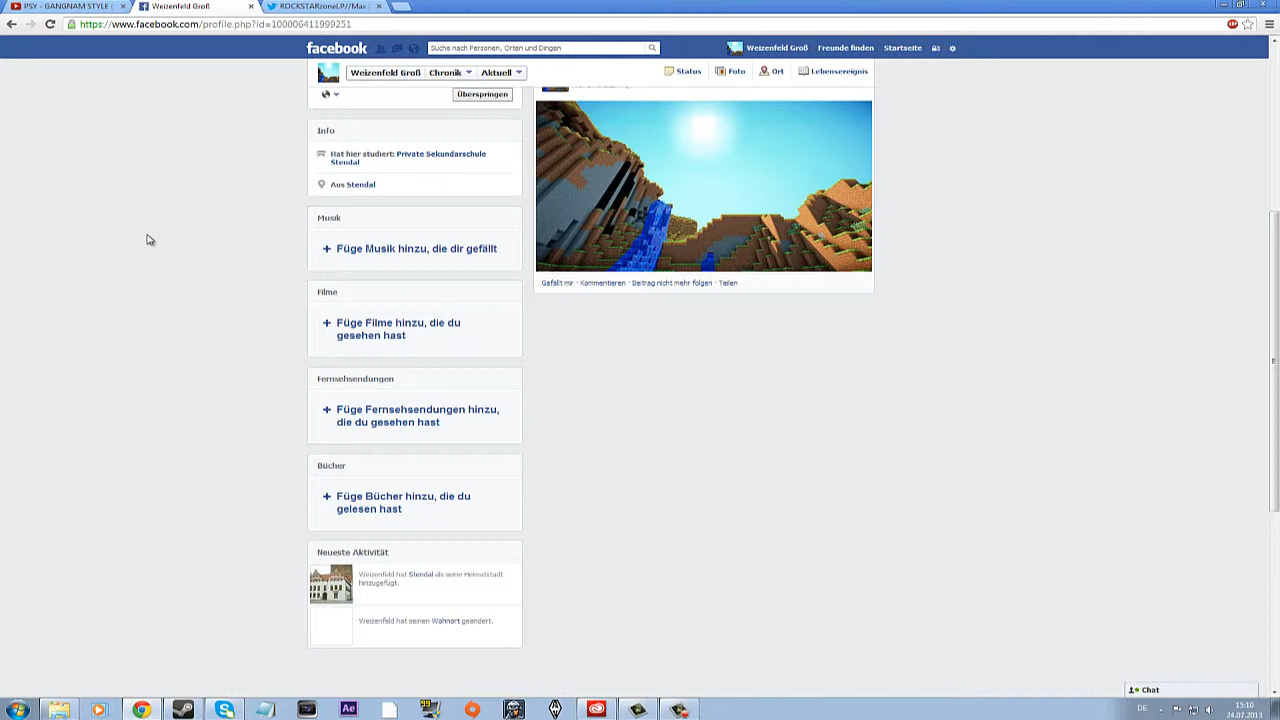 PSY - GANGNAM STYLE (
Weizenfeld Groß
ROCKSTARzoneLP//Max
https://www.facebook.com/profile.php?id=100006411999251
facebook
Suche nach Personen, Orten und Dingen
Weizenfeld Groß
Freunde finden
Startseite
Weizenfeld Groß
Chronik
Aktuell
Status
Foto
Ort
Lebensereignis
Überspringen
Info
Hat hier studiert: Private Sekundarschule
Stendal
Aus Stendal
Musik
+ Füge Musik hinzu, die dir gefällt
Filme
+ Füge Filme hinzu, die du
gesehen hast
Fernsehsendungen
+ Füge Fernsehsendungen hinzu,
die du gesehen hast
Bücher
+ Füge Bücher hinzu, die du
gelesen hast
Neueste Aktivität
Weizenfeld hat Stendal als seine Heimatstadt
hinzugefügt.
Weizenfeld hat seinen Wohnort geändert.
Gefällt mir · Kommentieren · Beitrag nicht mehr folgen · Teilen
Chat
Ae
99
DE
15:10
24.07.2013